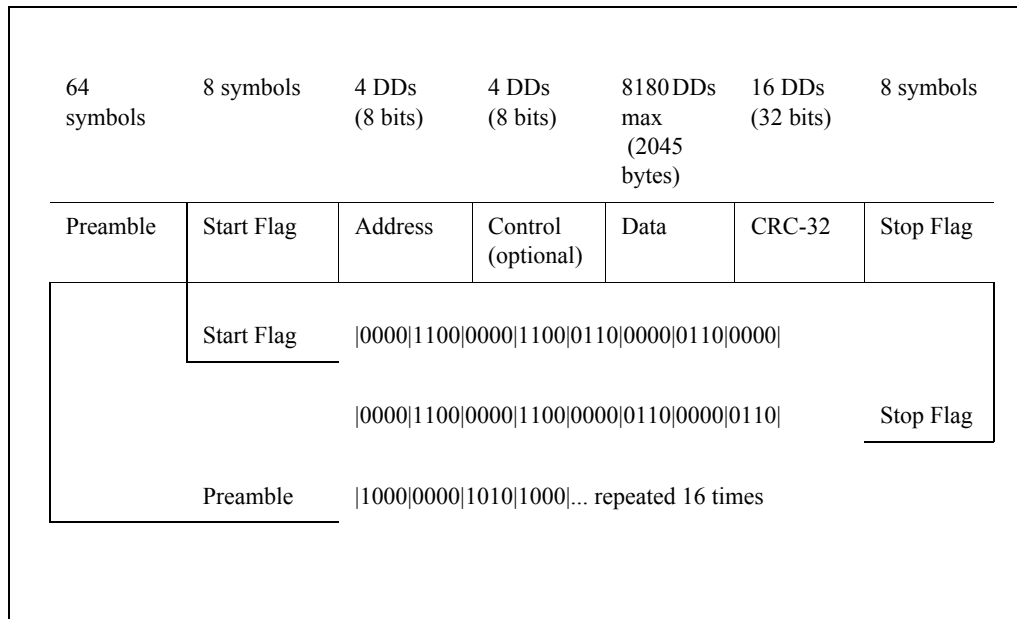 64 symbols
8 symbols
4 DDs (8 bits)
4 DDs (8 bits)
8180 DDs max (2045 bytes)
16 DDs (32 bits)
8 symbols
Preamble
Start Flag
Address
Control (optional)
Data
CRC-32
Stop Flag
Start Flag |0000|1100|0000|1100|0110|0000|0110|0000|
|0000|1100|0000|1100|0000|0110|0000|0110| Stop Flag
Preamble |1000|0000|1010|1000|... repeated 16 times